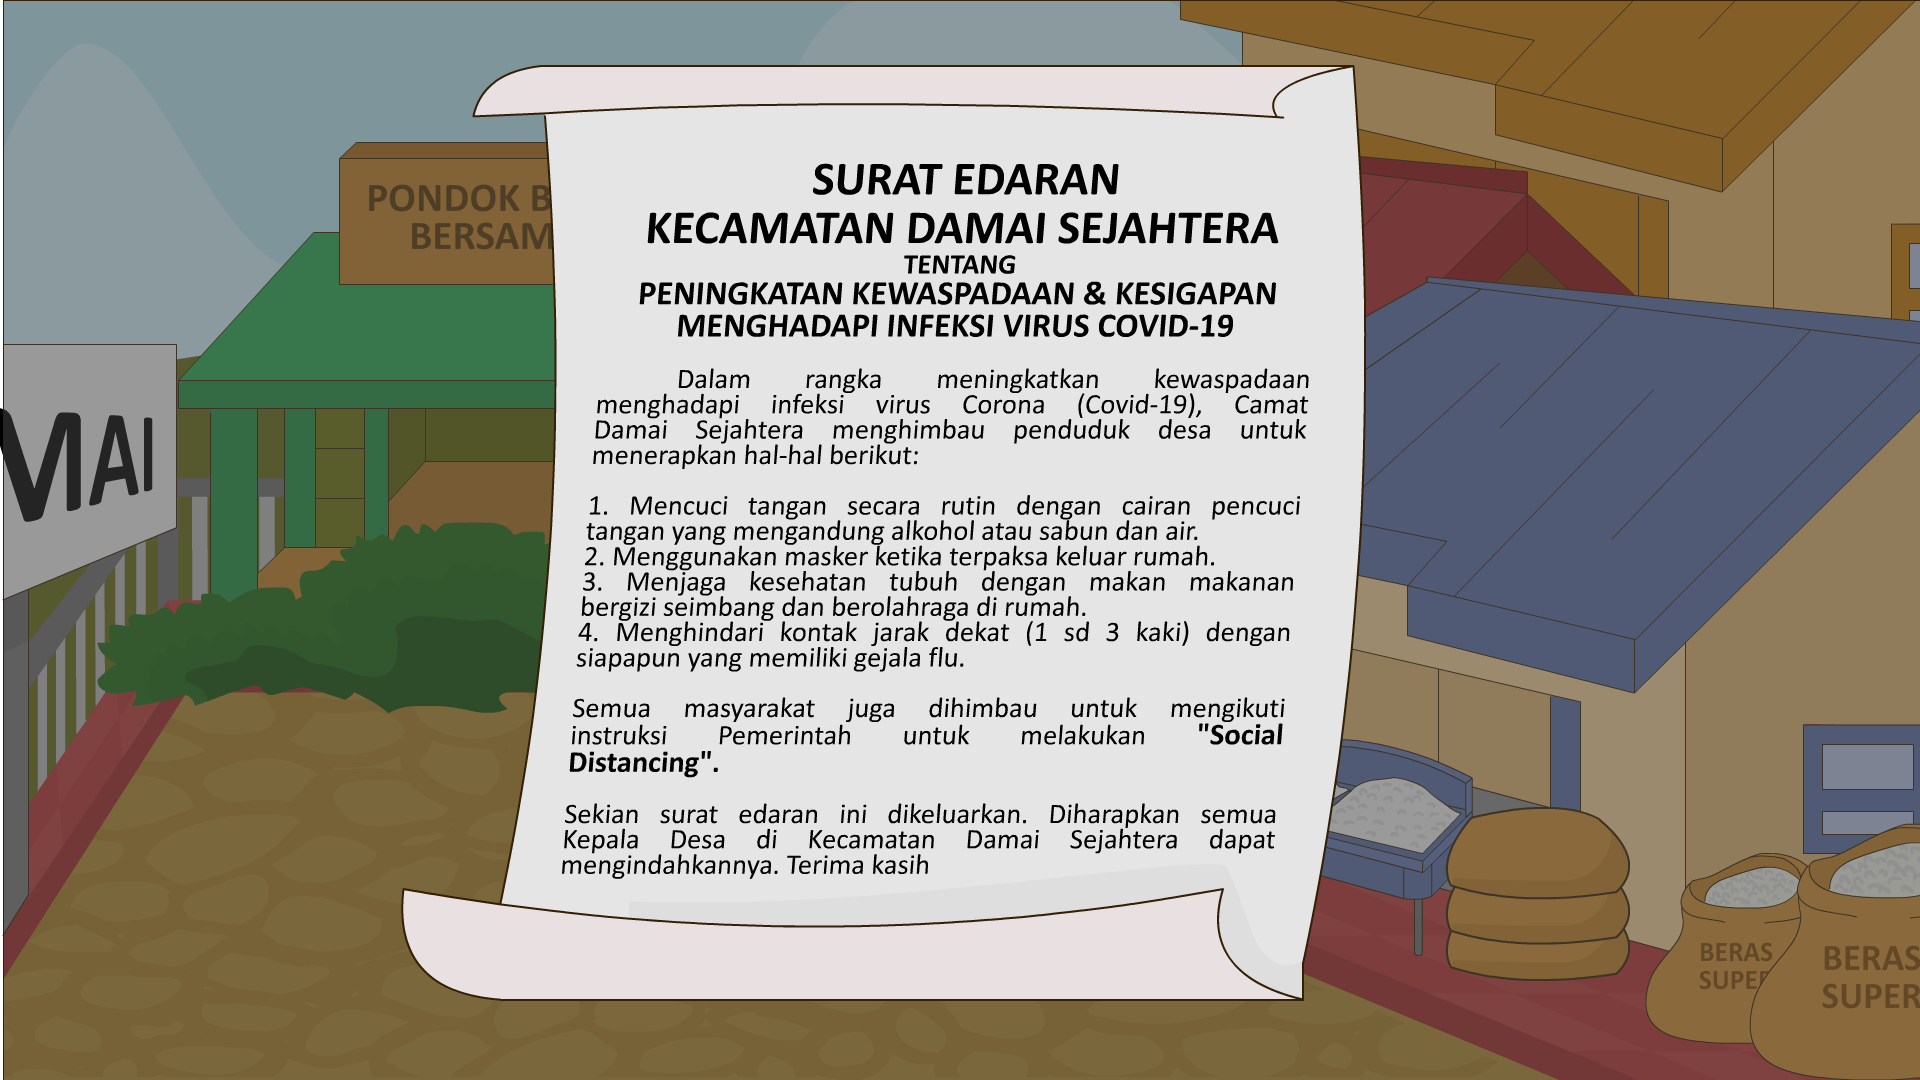 SURAT EDARAN
KECAMATAN DAMAI SEJAHTERA
TENTANG
PENINGKATAN KEWASPADAAN & KESIGAPAN
MENGHADAPI INFEKSI VIRUS COVID-19
Dalam rangka meningkatkan kewaspadaan
menghadapi infeksi virus Corona (Covid-19), Camat
Damai Sejahtera menghimbau penduduk desa untuk
menerapkan hal-hal berikut:
1. Mencuci tangan secara rutin dengan cairan pencuci
tangan yang mengandung alkohol atau sabun dan air.
2. Menggunakan masker ketika terpaksa keluar rumah.
3. Menjaga kesehatan tubuh dengan makan makanan
bergizi seimbang dan berolahraga di rumah.
4. Menghindari kontak jarak dekat (1 sd 3 kaki) dengan
siapapun yang memiliki gejala flu.
Semua masyarakat juga dihimbau untuk mengikuti
instruksi Pemerintah untuk melakukan "Social
Distancing".
Sekian surat edaran ini dikeluarkan. Diharapkan semua
Kepala Desa di Kecamatan Damai Sejahtera dapat
mengindahkannya. Terima kasih
PONDOK B
BERSAM
MAI
BERAS
SUPE
BERAS
SUPER